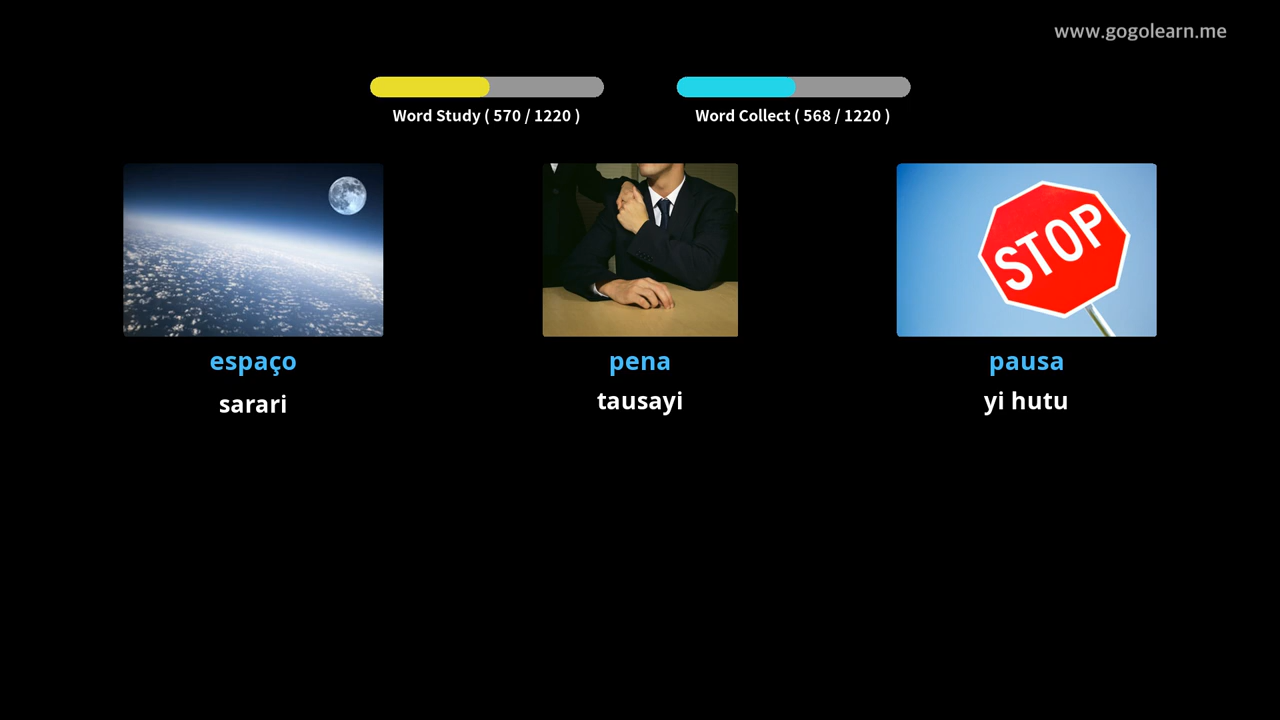 www.gogolearn.me
Word Study ( 570 / 1220 )
Word Collect ( 568 / 1220 )
STOP
espaço
pena
pausa
sarari
tausayi
yi hutu